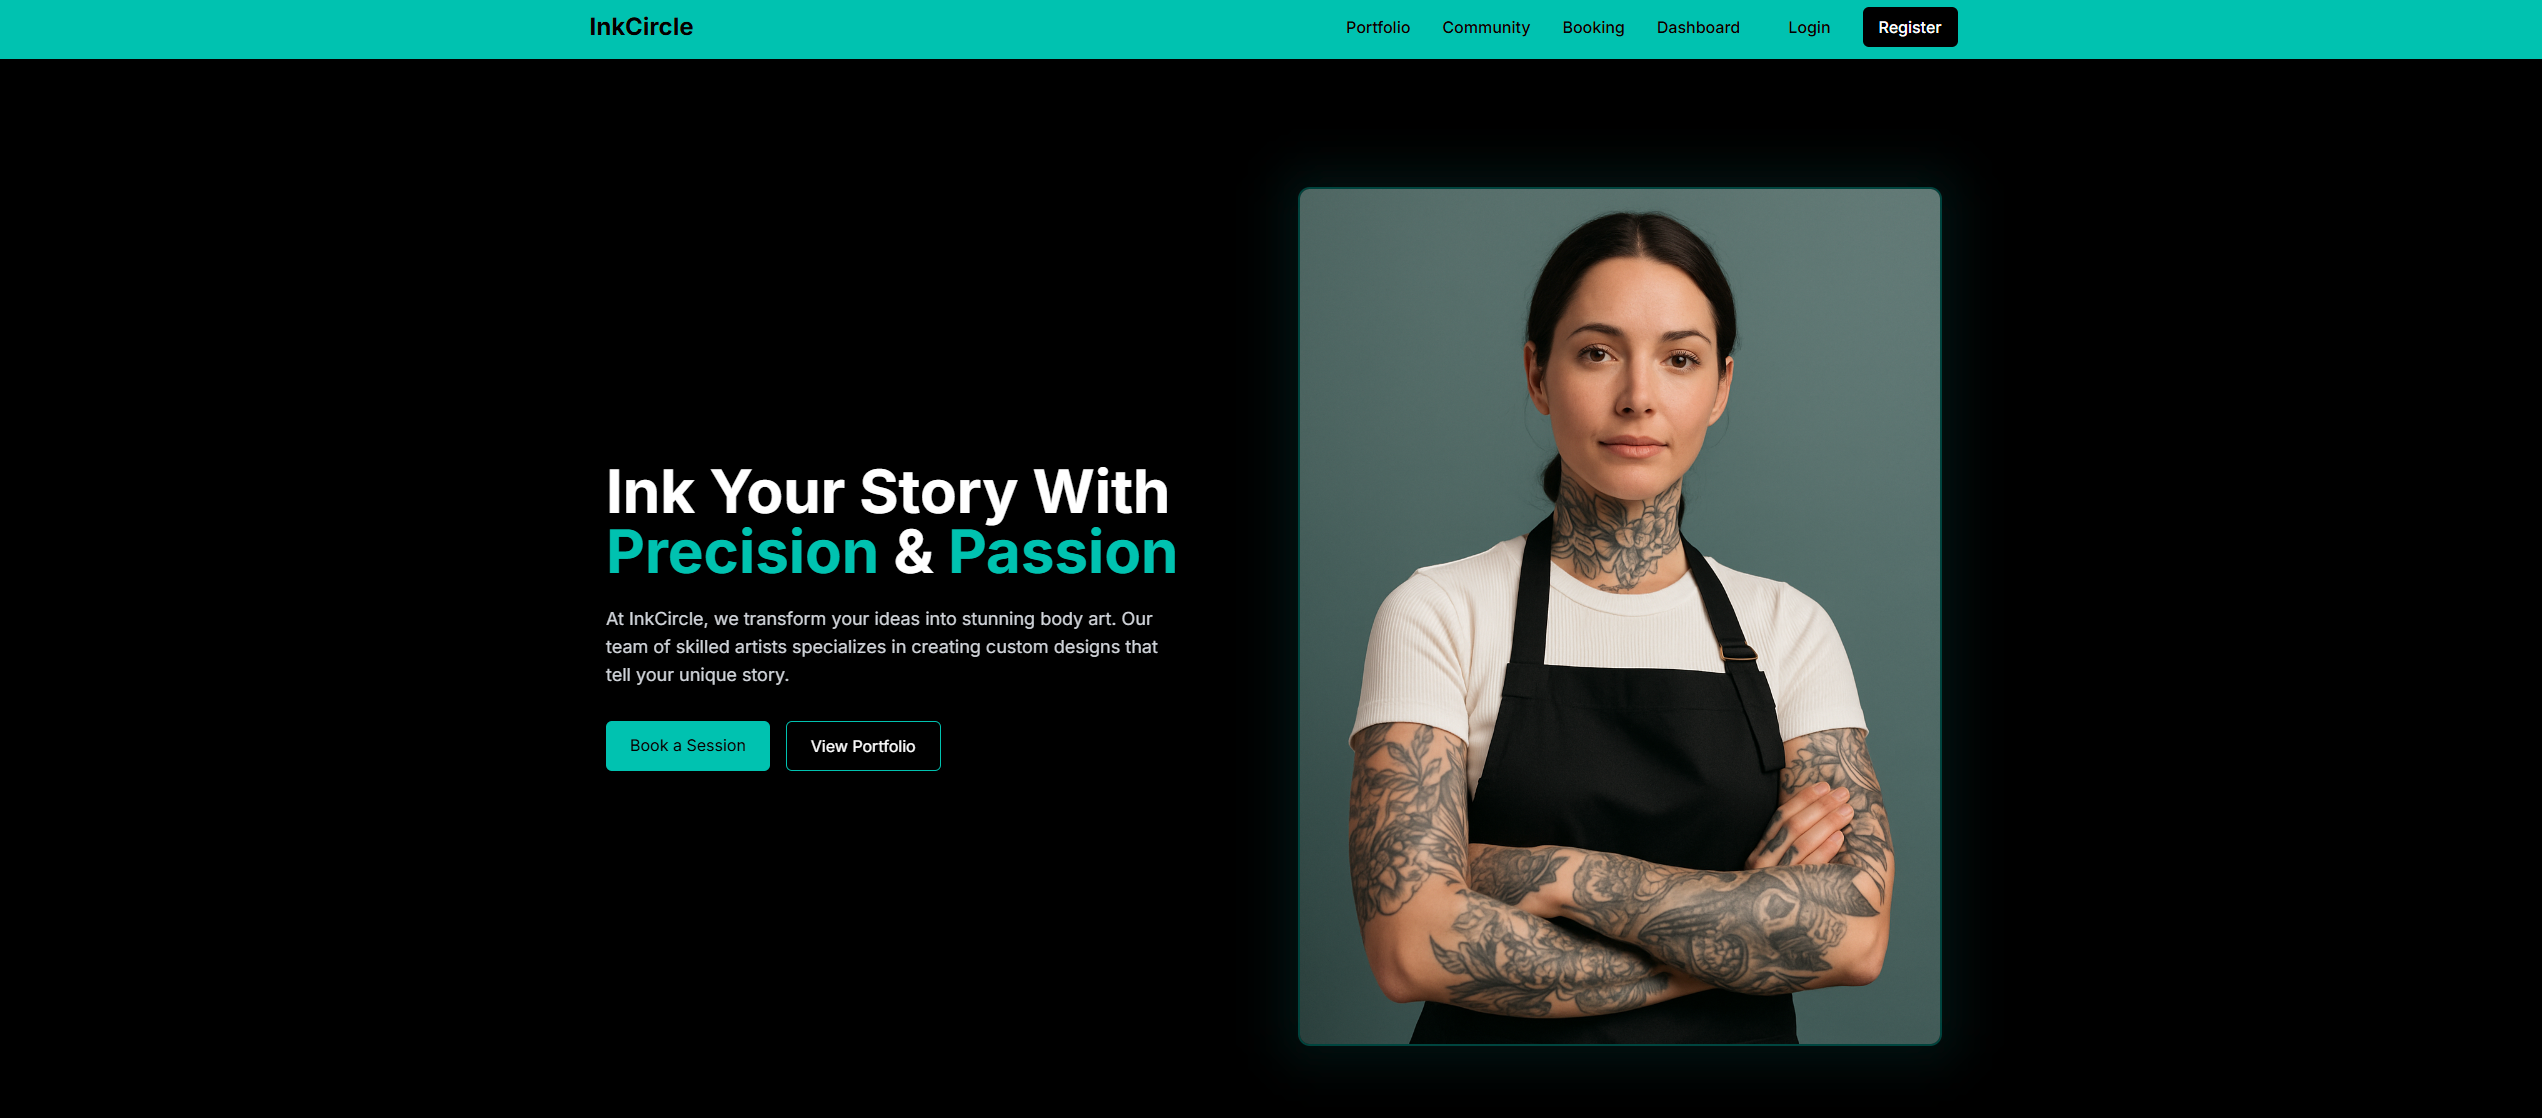 InkCircle
Portfolio Community Booking Dashboard Login Register
Ink Your Story With
Precision & Passion
At InkCircle, we transform your ideas into stunning body art. Our
team of skilled artists specializes in creating custom designs that
tell your unique story.
Book a Session
View Portfolio